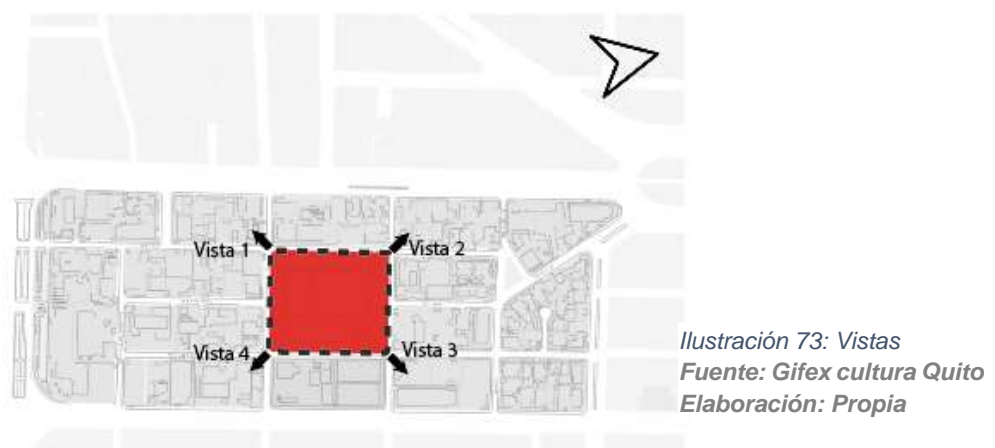 Vista 1
Vista 2
Vista 4
Vista 3
Ilustración 73: Vistas
Fuente: Gifex cultura Quito
Elaboración: Propia